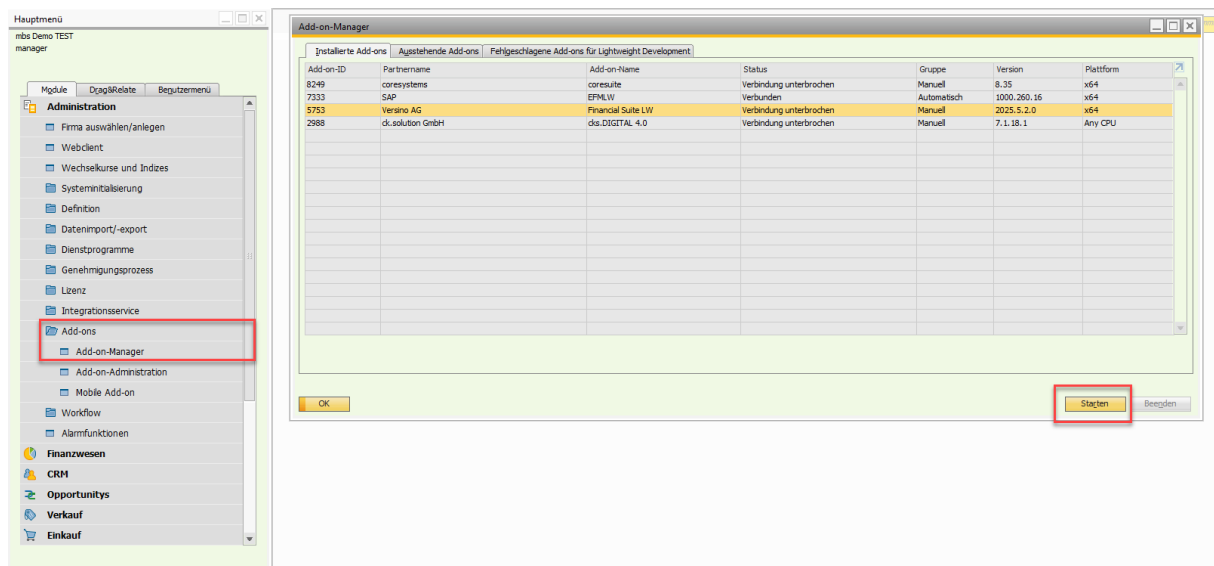 Hauptmenü
mbs Demo TEST
manager
Module Drag&Relate Benutzermenü
Administration
Firma auswählen/anlegen
Webclient
Wechselkurse und Indizes
Systeminitialisierung
Definition
Datenimport/-export
Dienstprogramme
Genehmigungsprozess
Lizenz
Integrationsservice
Add-ons
Add-on-Manager
Add-on-Administration
Mobile Add-on
Workflow
Alarmfunktionen
Finanzwesen
CRM
Opportunitys
Verkauf
Einkauf
Add-on-Manager
Installierte Add-ons Ausstehende Add-ons Fehlgeschlagene Add-ons für Lightweight Development
Add-on-ID Partnername Add-on-Name Status Gruppe Version Plattform
8249 coresystems coresuite Verbindung unterbrochen Manuell 8.35 x64
7333 SAP EFMLW Verbunden Automatisch 1000.260.16 x64
5753 Versino AG Financial Suite LW Verbindung unterbrochen Manuell 2025.5.2.0 x64
2988 ck.solution GmbH cks.DIGITAL 4.0 Verbindung unterbrochen Manuell 7.1.18.1 Any CPU
OK Starten Beenden